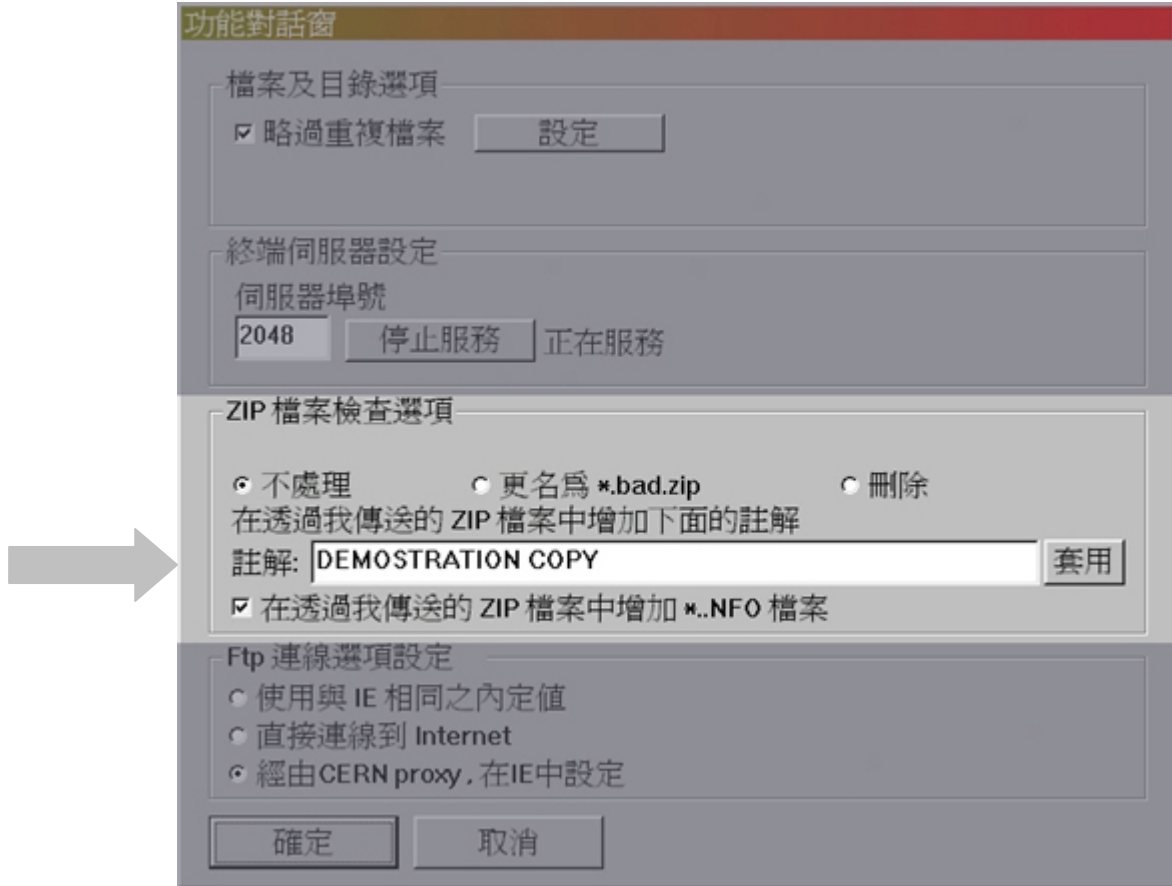 功能對話窗
檔案及目錄選項
略過重複檔案 設定
終端伺服器設定
伺服器埠號
2048 停止服務 正在服務
ZIP 檔案檢查選項
不處理 更名爲 *.bad.zip 刪除
在透過我傳送的 ZIP 檔案中增加下面的註解
註解: DEMOSTRATION COPY 套用
在透過我傳送的 ZIP 檔案中增加 *..NFO 檔案
Ftp 連線選項設定
使用與 IE 相同之內定值
直接連線到 Internet
經由CERN proxy , 在IE中設定
確定 取消